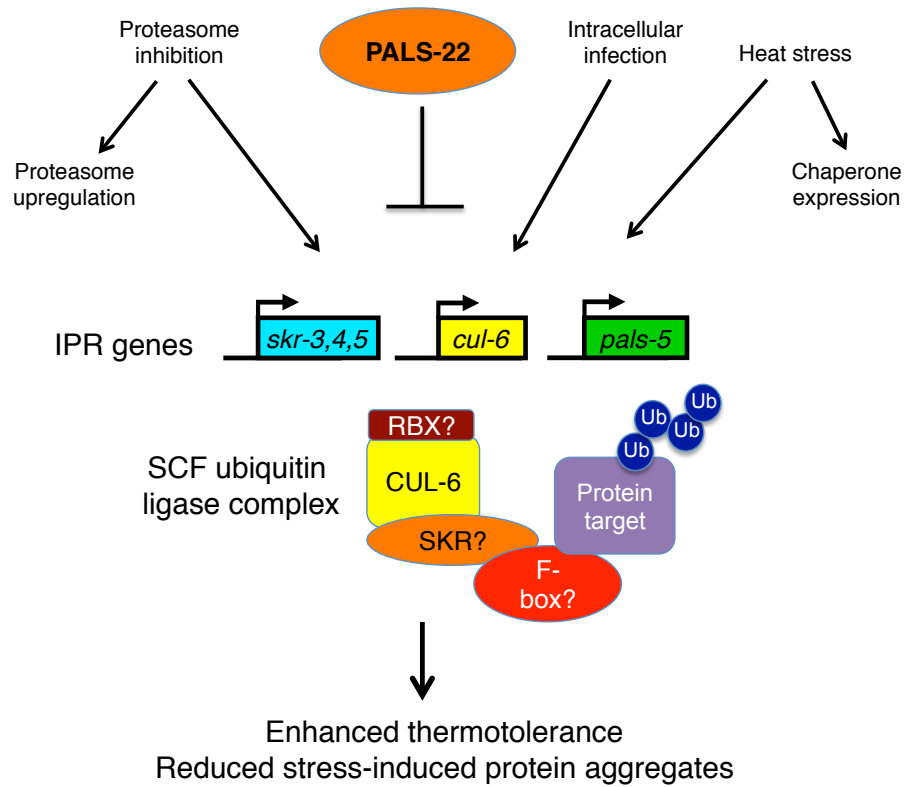 Proteasome
inhibition
PALS-22
Intracellular
infection
Heat stress
Proteasome
upregulation
Chaperone
expression
IPR genes
skr-3,4,5
cul-6
pals-5
RBX?
CUL-6
SCF ubiquitin
ligase complex
SKR?
F-
box?
Protein
target
Ub
Ub
Ub
Ub
Enhanced thermotolerance
Reduced stress-induced protein aggregates